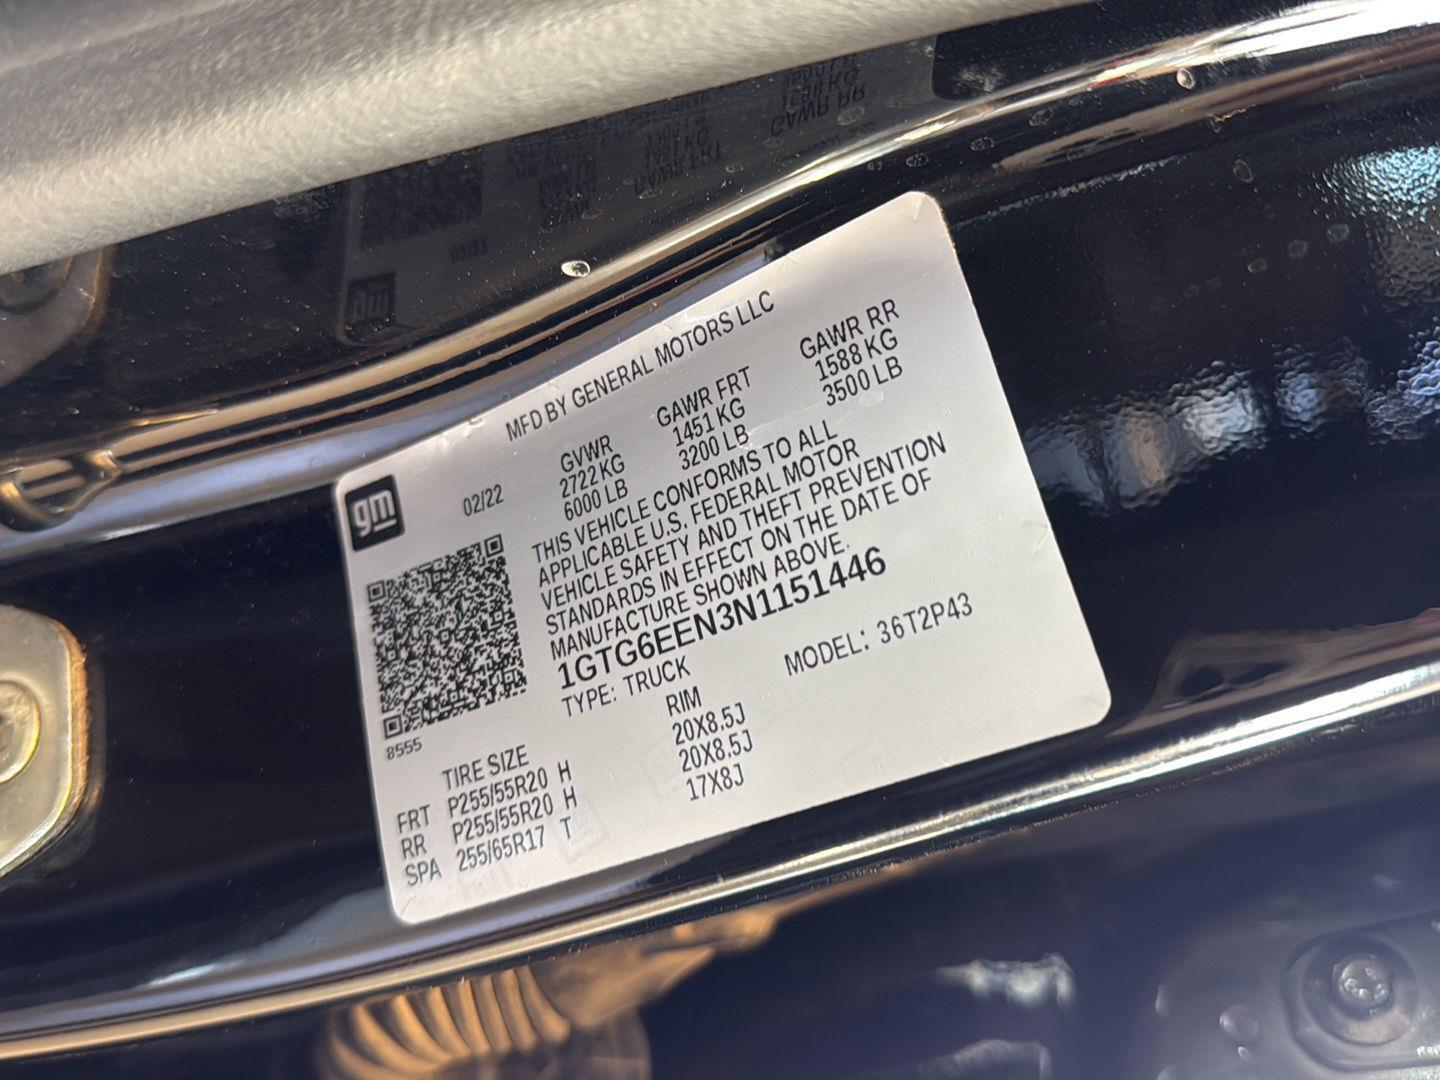 MFD BY GENERAL MOTORS LLC
gm
02/22
GVWR GAWR FRT GAWR RR
2722 KG 1451 KG 1588 KG
6000 LB 3200 LB 3500 LB
THIS VEHICLE CONFORMS TO ALL
APPLICABLE U.S. FEDERAL MOTOR
VEHICLE SAFETY AND THEFT PREVENTION
STANDARDS IN EFFECT ON THE DATE OF
MANUFACTURE SHOWN ABOVE.
1GTG6EEN3N1151446
TYPE: TRUCK MODEL: 36T2P43
8555
TIRE SIZE RIM
FRT P255/55R20 H 20X8.5J
RR P255/55R20 H 20X8.5J
SPA 255/65R17 T 17X8J